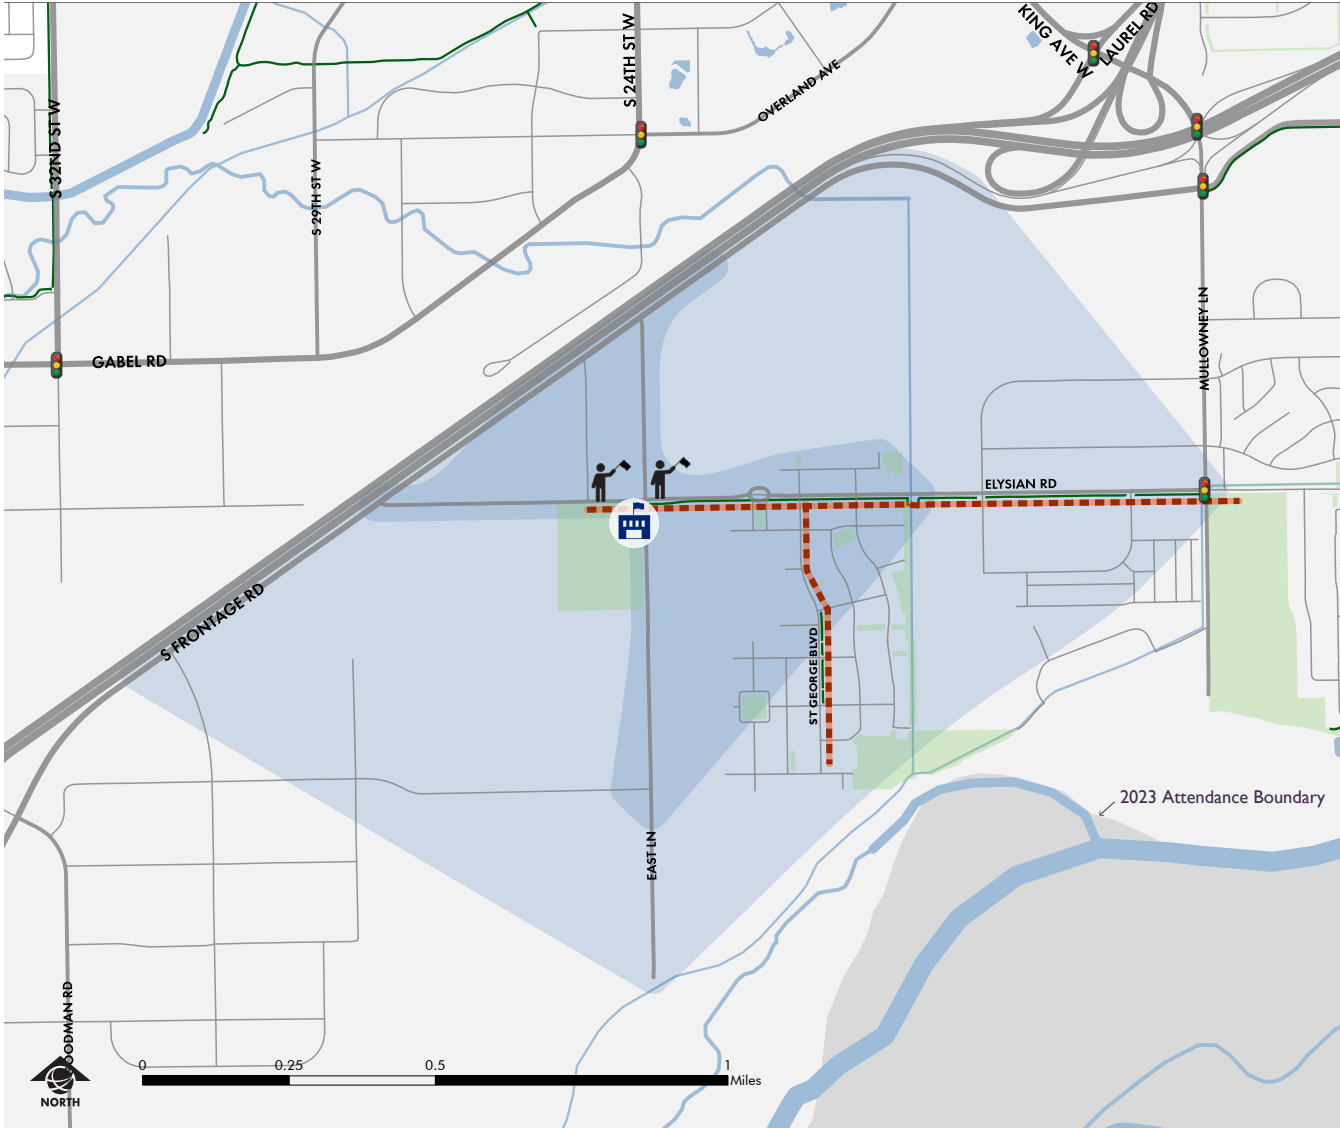 S 24TH ST W
KING AVE W
LAUREL RD
OVERLAND AVE
S 32ND ST W
S 29TH ST W
MULLOWNEY LN
GABEL RD
ELYSIAN RD
S FRONTAGE RD
ST GEORGE BLVD
2023 Attendance Boundary
EAST LN
OODMAN RD
0 0.25 0.5 1
Miles
NORTH